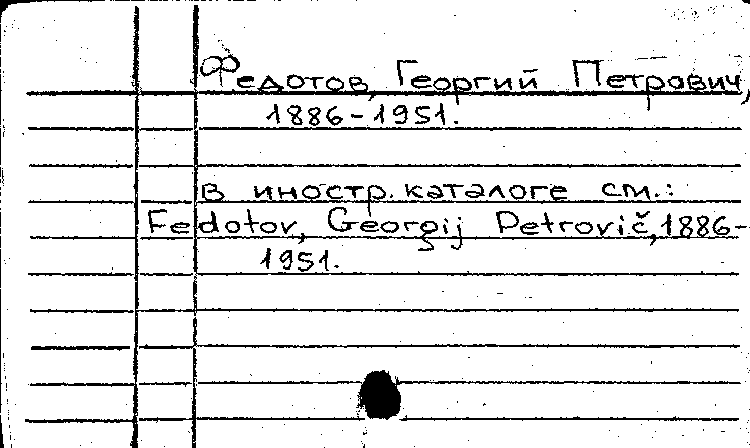 Федотов, Георгий Петрович,
1886-1951.
в иностр. каталоге см.:
Fedotov, Georgij Petrovič, 1886-
1951.